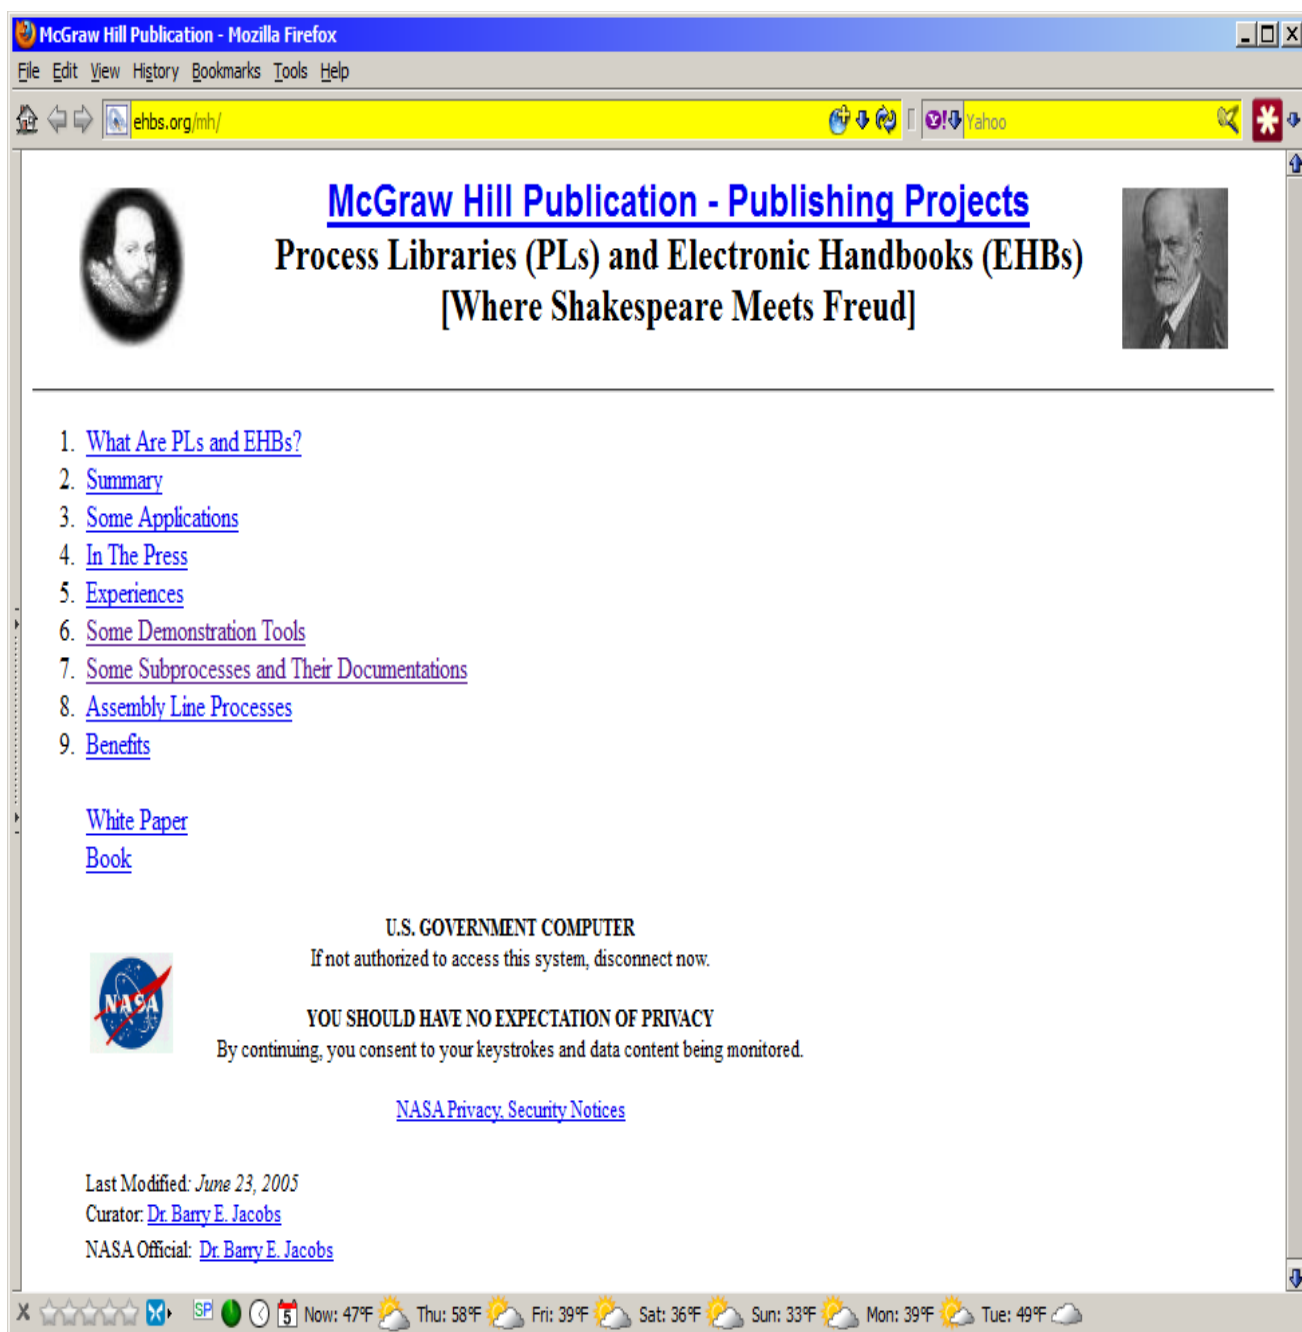 McGraw Hill Publication - Mozilla Firefox
File Edit View History Bookmarks Tools Help
ehbs.org/mh/ Yahoo
McGraw Hill Publication - Publishing Projects
Process Libraries (PLs) and Electronic Handbooks (EHBs)
[Where Shakespeare Meets Freud]
1. What Are PLs and EHBs?
2. Summary
3. Some Applications
4. In The Press
5. Experiences
6. Some Demonstration Tools
7. Some Subprocesses and Their Documentations
8. Assembly Line Processes
9. Benefits
White Paper
Book
U.S. GOVERNMENT COMPUTER
If not authorized to access this system, disconnect now.
NASA
YOU SHOULD HAVE NO EXPECTATION OF PRIVACY
By continuing, you consent to your keystrokes and data content being monitored.
NASA Privacy, Security Notices
Last Modified: June 23, 2005
Curator: Dr. Barry E. Jacobs
NASA Official: Dr. Barry E. Jacobs
SP 5 Now: 47°F Thu: 58°F Fri: 39°F Sat: 36°F Sun: 33°F Mon: 39°F Tue: 49°F